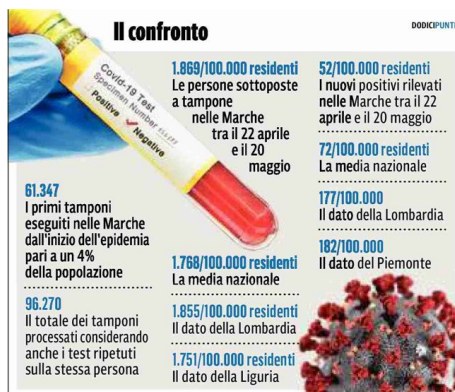 Il confronto
DODICIPUNTI
Covid-19 Test
Specimen Number
Positive
Negative
1.869/100.000 residenti
Le persone sottoposte
a tampone
nelle Marche
tra il 22 aprile
e il 20
maggio
1.768/100.000 residenti
La media nazionale
1.855/100.000 residenti
Il dato della Lombardia
1.751/100.000 residenti
Il dato della Liguria
52/100.000 residenti
I nuovi positivi rilevati
nelle Marche tra il 22
aprile e il 20 maggio
72/100.000 residenti
La media nazionale
177/100.000
Il dato della Lombardia
182/100.000
Il dato del Piemonte
61.347
I primi tamponi
eseguiti nelle Marche
dall'inizio dell'epidemia
pari a un 4%
della popolazione
96.270
Il totale dei tamponi
processati considerando
anche i test ripetuti
sulla stessa persona